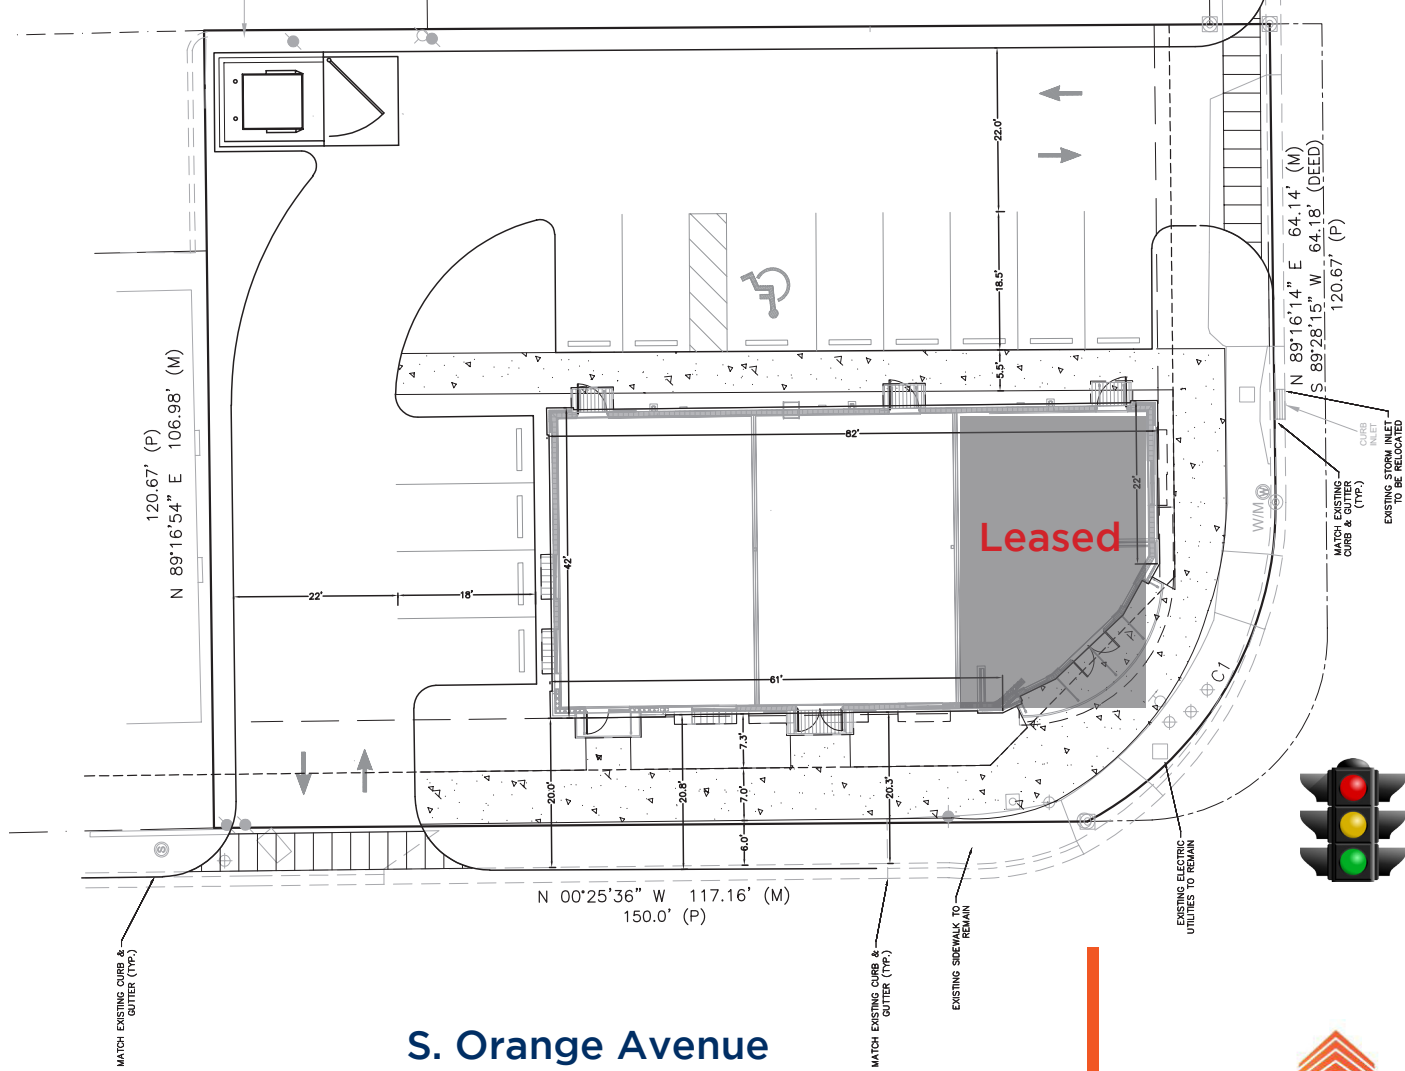 22.0'
N 89°16'14" E 64.14' (M)
S 89°28'15" W 64.18' (DEED)
120.67' (P)
18.5'
5.5'
120.67' (P)
N 89°16'54" E 106.98' (M)
82'
22'
CURB
INLET
EXISTING STORM INLET
TO BE RELOCATED
MATCH EXISTING
CURB & GUTTER
(TYP.)
W/M
W
Leased
42'
22'
18'
61'
C1
7.3'
20.0'
20.8'
7.0'
20.3'
6.0'
S
N 00°25'36" W 117.16' (M)
150.0' (P)
EXISTING ELECTRIC
UTILITIES TO REMAIN
EXISTING SIDEWALK TO
REMAIN
MATCH EXISTING CURB &
GUTTER (TYP.)
MATCH EXISTING CURB &
GUTTER (TYP.)
S. Orange Avenue